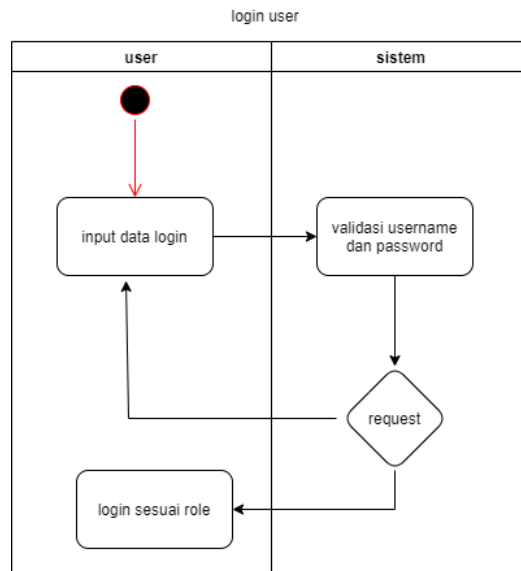 login user
user
sistem
input data login
validasi username
dan password
request
login sesuai role